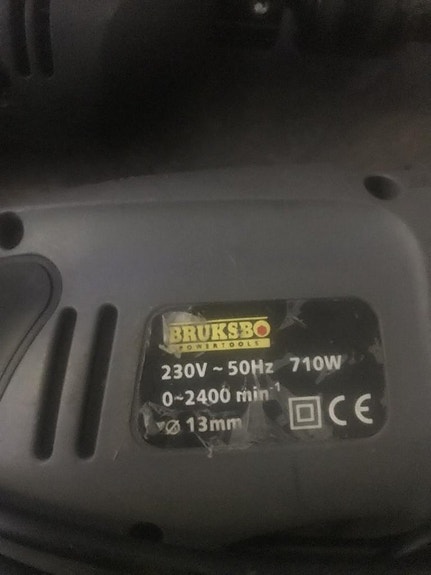 BRUKSBO
POWERTOOLS
230V ~ 50Hz 710W
0-2400 min⁻¹
ø 13mm CE